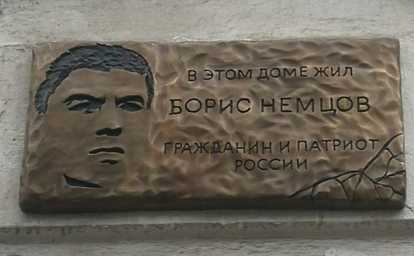 В ЭТОМ ДОМЕ ЖИЛ
БОРИС НЕМЦОВ
ГРАЖДАНИН И ПАТРИОТ
РОССИИ